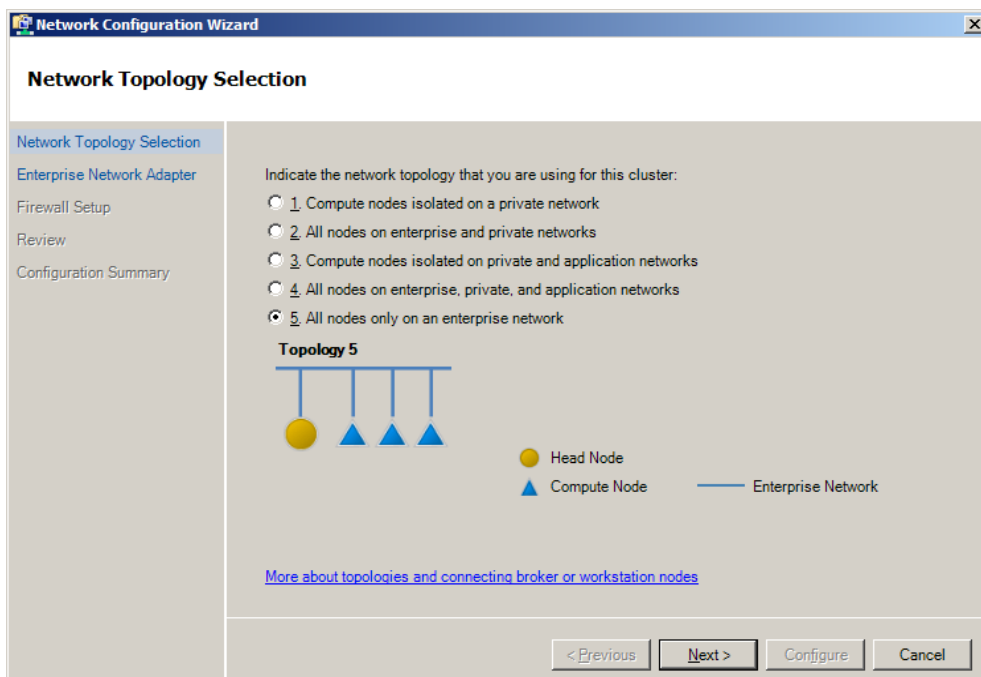 Network Configuration Wizard
Network Topology Selection
Network Topology Selection
Enterprise Network Adapter
Firewall Setup
Review
Configuration Summary
Indicate the network topology that you are using for this cluster:
1. Compute nodes isolated on a private network
2. All nodes on enterprise and private networks
3. Compute nodes isolated on private and application networks
4. All nodes on enterprise, private, and application networks
5. All nodes only on an enterprise network
Topology 5
Head Node
Compute Node Enterprise Network
More about topologies and connecting broker or workstation nodes
< Previous Next > Configure Cancel